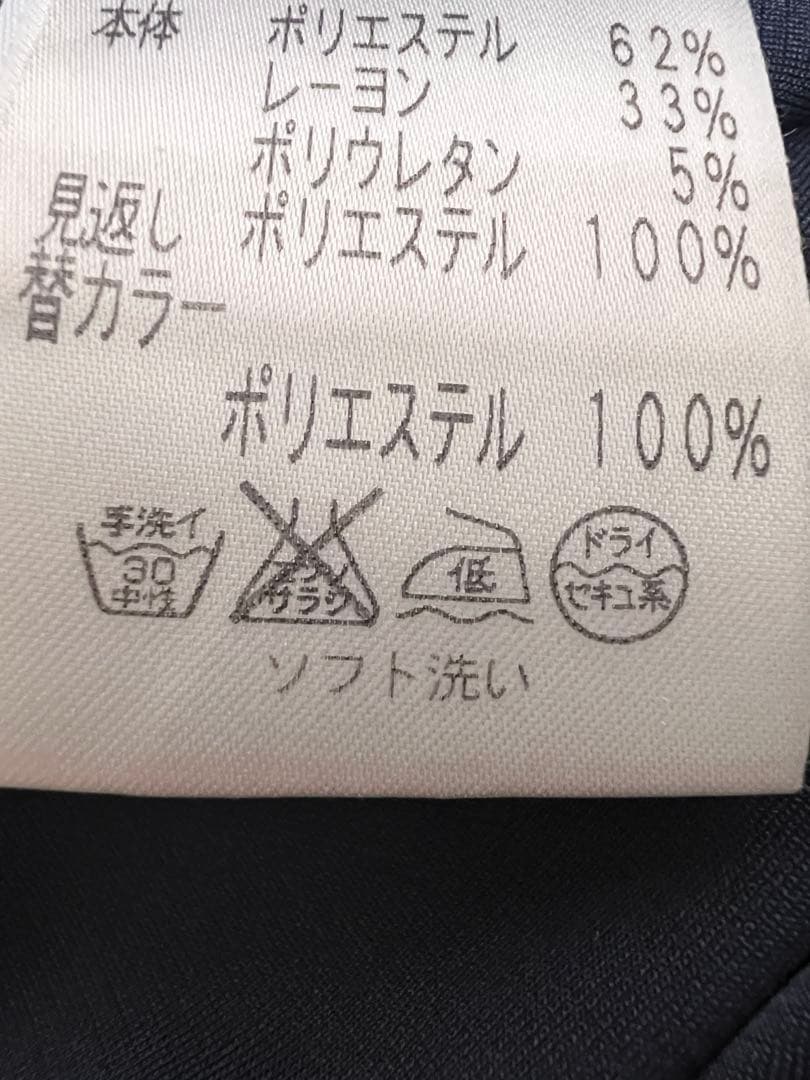 本体 ポリエステル 62%
レーヨン 33%
ポリウレタン 5%
見返し ポリエステル 100%
替カラー
ポリエステル 100%
手洗イ
30
中性
エンソ
サラシ
低
ドライ
セキユ系
ソフト洗い